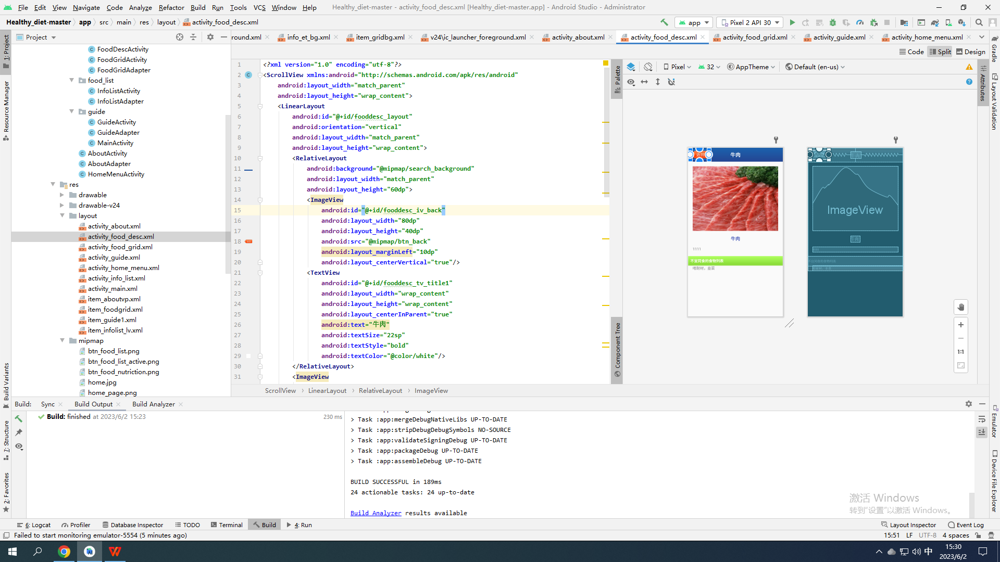 File Edit View Navigate Code Analyze Refactor Build Run Tools VCS Window Help Healthy_diet-master - activity_food_desc.xml [Healthy_diet-master.app] - Android Studio - Administrator
Healthy_diet-master app src main res layout activity_food_desc.xml app Pixel 2 API 30
Project round.xml info_et_bg.xml item_gridbg.xml v24\ic_launcher_foreground.xml activity_about.xml activity_food_desc.xml activity_food_grid.xml activity_guide.xml activity_home_menu.xml
Code Split Design
Pixel 32 AppTheme Default (en-us)
1: Project
Resource Manager
Build Variants
7: Structure
2: Favorites
FoodDescActivity
FoodGridActivity
FoodGridAdapter
food_list
InfoListActivity
InfoListAdapter
guide
GuideActivity
GuideAdapter
MainActivity
AboutActivity
AboutAdapter
HomeMenuActivity
res
drawable
drawable-v24
layout
activity_about.xml
activity_food_desc.xml
activity_food_grid.xml
activity_guide.xml
activity_home_menu.xml
activity_info_list.xml
activity_main.xml
item_aboutvp.xml
item_foodgrid.xml
item_guide1.xml
item_infolist_lv.xml
mipmap
btn_food_list.png
btn_food_list_active.png
btn_food_nutriction.png
home.jpg
home_page.png
1 <?xml version="1.0" encoding="utf-8"?>
2 <ScrollView xmlns:android="http://schemas.android.com/apk/res/android"
3 android:layout_width="match_parent"
4 android:layout_height="wrap_content">
5 <LinearLayout
6 android:id="@+id/fooddesc_layout"
7 android:orientation="vertical"
8 android:layout_width="match_parent"
9 android:layout_height="wrap_content">
10 <RelativeLayout
11 android:background="@mipmap/search_background"
12 android:layout_width="match_parent"
13 android:layout_height="60dp">
14 <ImageView
15 android:id="@+id/fooddesc_iv_back"
16 android:layout_width="80dp"
17 android:layout_height="40dp"
18 android:src="@mipmap/btn_back"
19 android:layout_marginLeft="10dp"
20 android:layout_centerVertical="true"/>
21 <TextView
22 android:id="@+id/fooddesc_tv_title1"
23 android:layout_width="wrap_content"
24 android:layout_height="wrap_content"
25 android:layout_centerInParent="true"
26 android:text="牛肉"
27 android:textSize="22sp"
28 android:textStyle="bold"
29 android:textColor="@color/white"/>
30 </RelativeLayout>
31 <ImageView
ScrollView LinearLayout RelativeLayout ImageView
Palette
Component Tree
返回 牛肉
牛肉
1111
不宜同食的食物列表
牛肉
ImageView
牛肉
1:1
Attributes
Gradle
Layout Validation
Emulator
Device File Explorer
Build: Sync Build Output Build Analyzer
Build: finished at 2023/6/2 15:23 230 ms
> Task :app:mergeDebugNativeLibs UP-TO-DATE
> Task :app:stripDebugDebugSymbols NO-SOURCE
> Task :app:validateSigningDebug UP-TO-DATE
> Task :app:packageDebug UP-TO-DATE
> Task :app:assembleDebug UP-TO-DATE
BUILD SUCCESSFUL in 189ms
24 actionable tasks: 24 up-to-date
Build Analyzer results available
激活 Windows
转到“设置”以激活 Windows。
6: Logcat Profiler Database Inspector TODO Terminal Build 4: Run Layout Inspector Event Log
Failed to start monitoring emulator-5554 (5 minutes ago) 15:51 LF UTF-8 4 spaces
中 15:30
2023/6/2